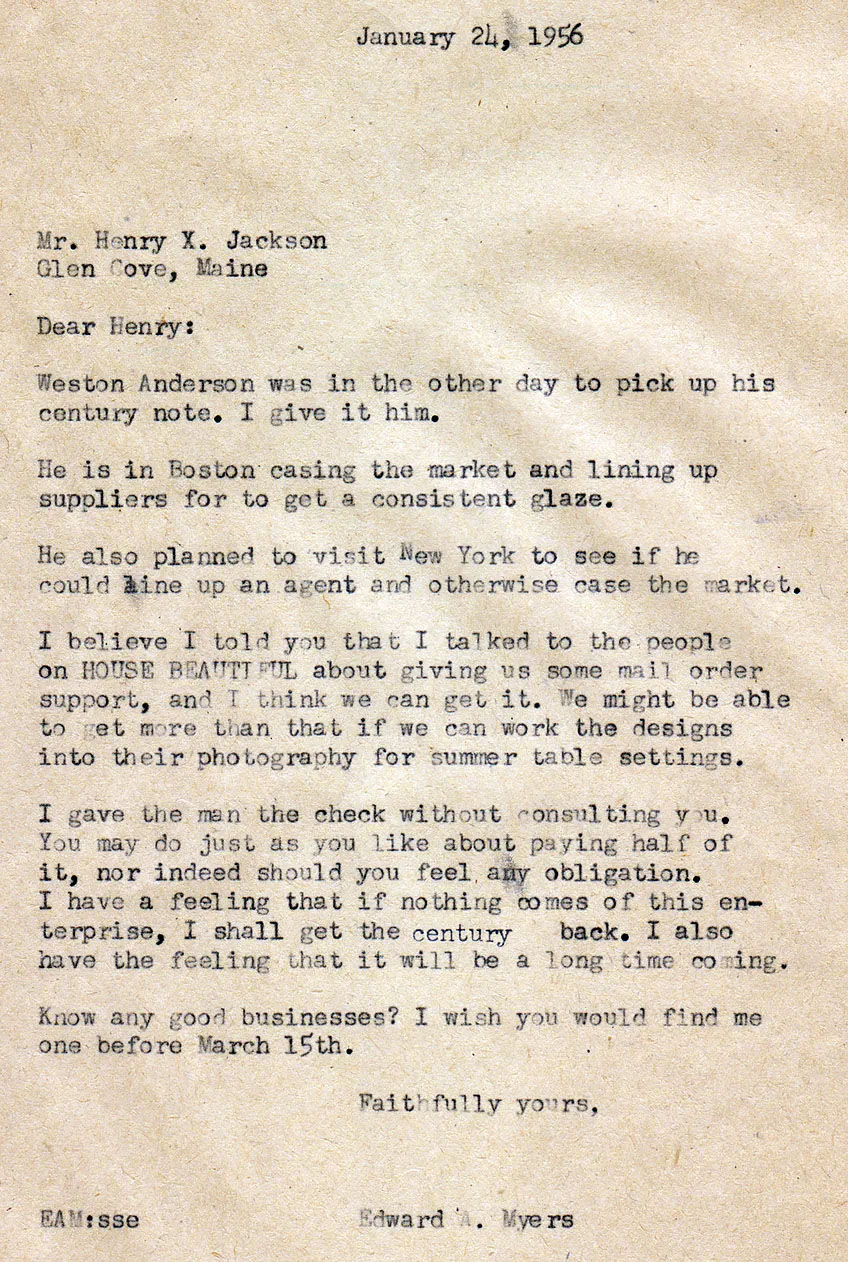 January 24, 1956
Mr. Henry X. Jackson
Glen Cove, Maine
Dear Henry:
Weston Anderson was in the other day to pick up his
century note. I give it him.
He is in Boston casing the market and lining up
suppliers for to get a consistent glaze.
He also planned to visit New York to see if he
could line up an agent and otherwise case the market.
I believe I told you that I talked to the people
on HOUSE BEAUTIFUL about giving us some mail order
support, and I think we can get it. We might be able
to get more than that if we can work the designs
into their photography for summer table settings.
I gave the man the check without consulting you.
You may do just as you like about paying half of
it, nor indeed should you feel any obligation.
I have a feeling that if nothing comes of this en-
terprise, I shall get the century back. I also
have the feeling that it will be a long time coming.
Know any good businesses? I wish you would find me
one before March 15th.
Faithfully yours,
EAM:sse Edward A. Myers